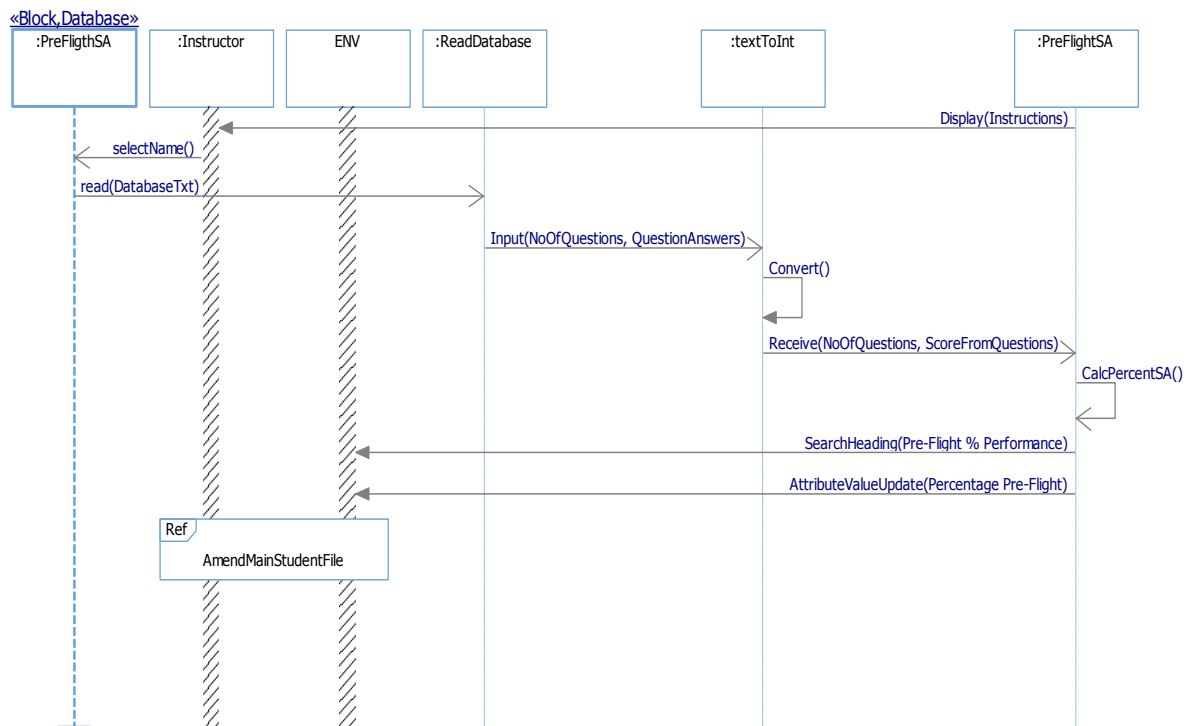 «Block,Database»
:PreFligthSA
:Instructor
ENV
:ReadDatabase
:textToInt
:PreFlightSA
Display(Instructions)
selectName()
read(DatabaseTxt)
Input(NoOfQuestions, QuestionAnswers)
Convert()
Receive(NoOfQuestions, ScoreFromQuestions)
CalcPercentSA()
SearchHeading(Pre-Flight % Performance)
AttributeValueUpdate(Percentage Pre-Flight)
Ref
AmendMainStudentFile